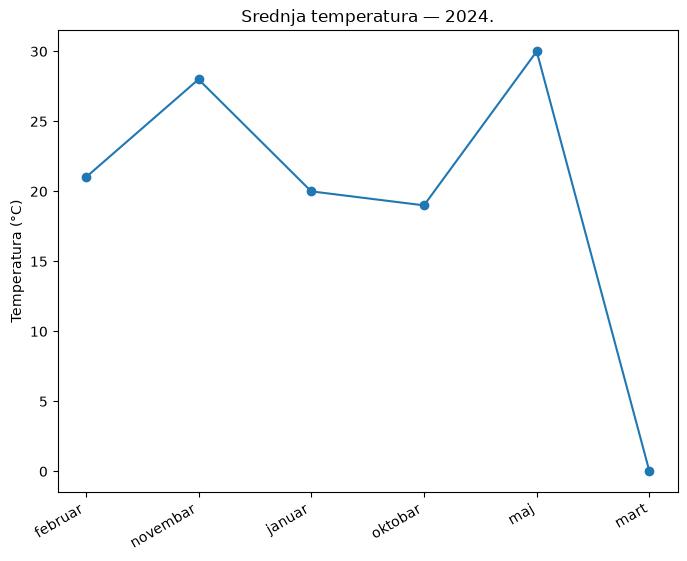 Srednja temperatura — 2024.
Temperatura (°C)
30
25
20
15
10
5
0
februar
novembar
januar
oktobar
maj
mart